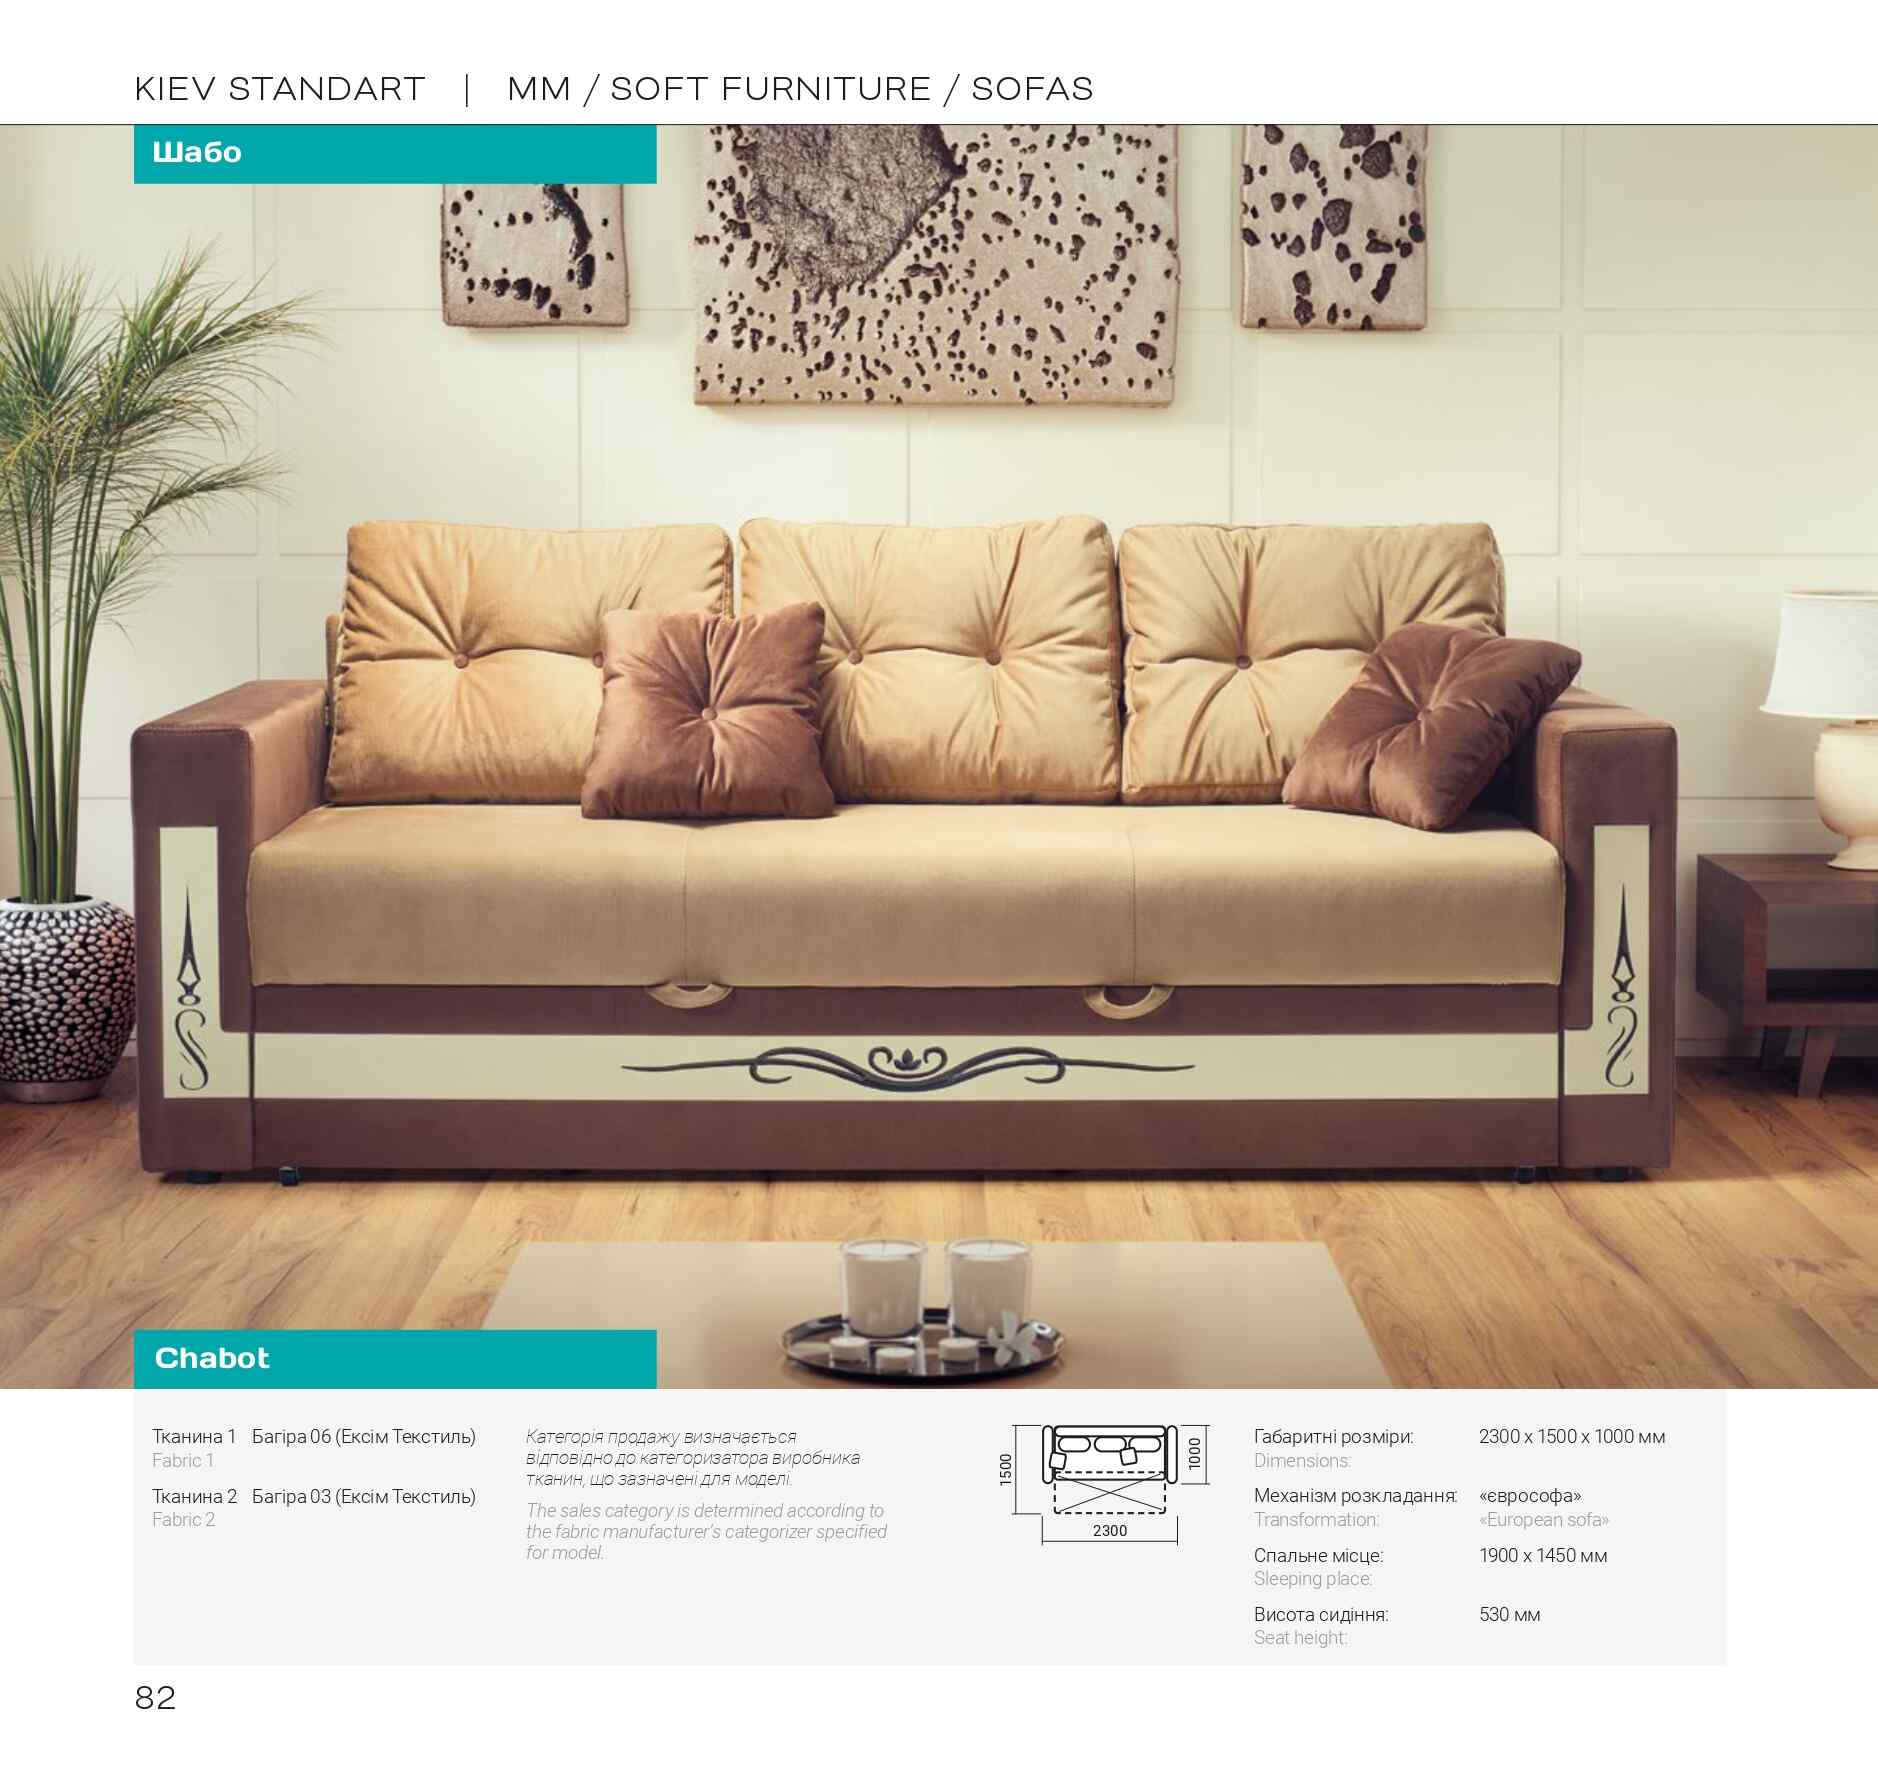 KIEV STANDART | MM / SOFT FURNITURE / SOFAS
Шабо
Chabot
Тканина 1 Багіра 06 (Ексім Текстиль)
Fabric 1
Тканина 2 Багіра 03 (Ексім Текстиль)
Fabric 2
Категорія продажу визначається
відповідно до категоризатора виробника
тканин, що зазначені для моделі.
The sales category is determined according to
the fabric manufacturer's categorizer specified
for model.
1500
1000
2300
Габаритні розміри: 2300 x 1500 x 1000 мм
Dimensions:
Механізм розкладання: «єврософа»
Transformation: «European sofa»
Спальне місце: 1900 x 1450 мм
Sleeping place:
Висота сидіння: 530 мм
Seat height:
82